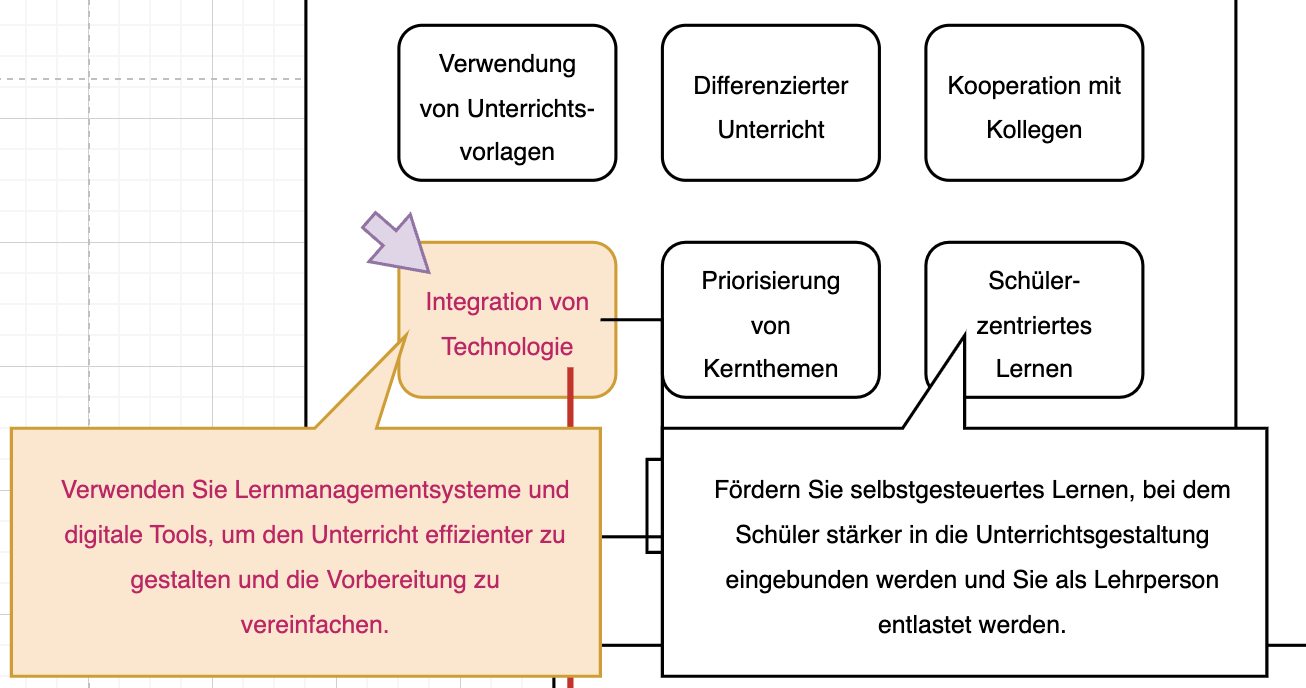 Verwendung
von Unterrichts-
vorlagen
Differenzierter
Unterricht
Kooperation mit
Kollegen
Integration von
Technologie
Priorisierung
von
Kernthemen
Schüler-
zentriertes
Lernen
Verwenden Sie Lernmanagementsysteme und
digitale Tools, um den Unterricht effizienter zu
gestalten und die Vorbereitung zu
vereinfachen.
Fördern Sie selbstgesteuertes Lernen, bei dem
Schüler stärker in die Unterrichtsgestaltung
eingebunden werden und Sie als Lehrperson
entlastet werden.